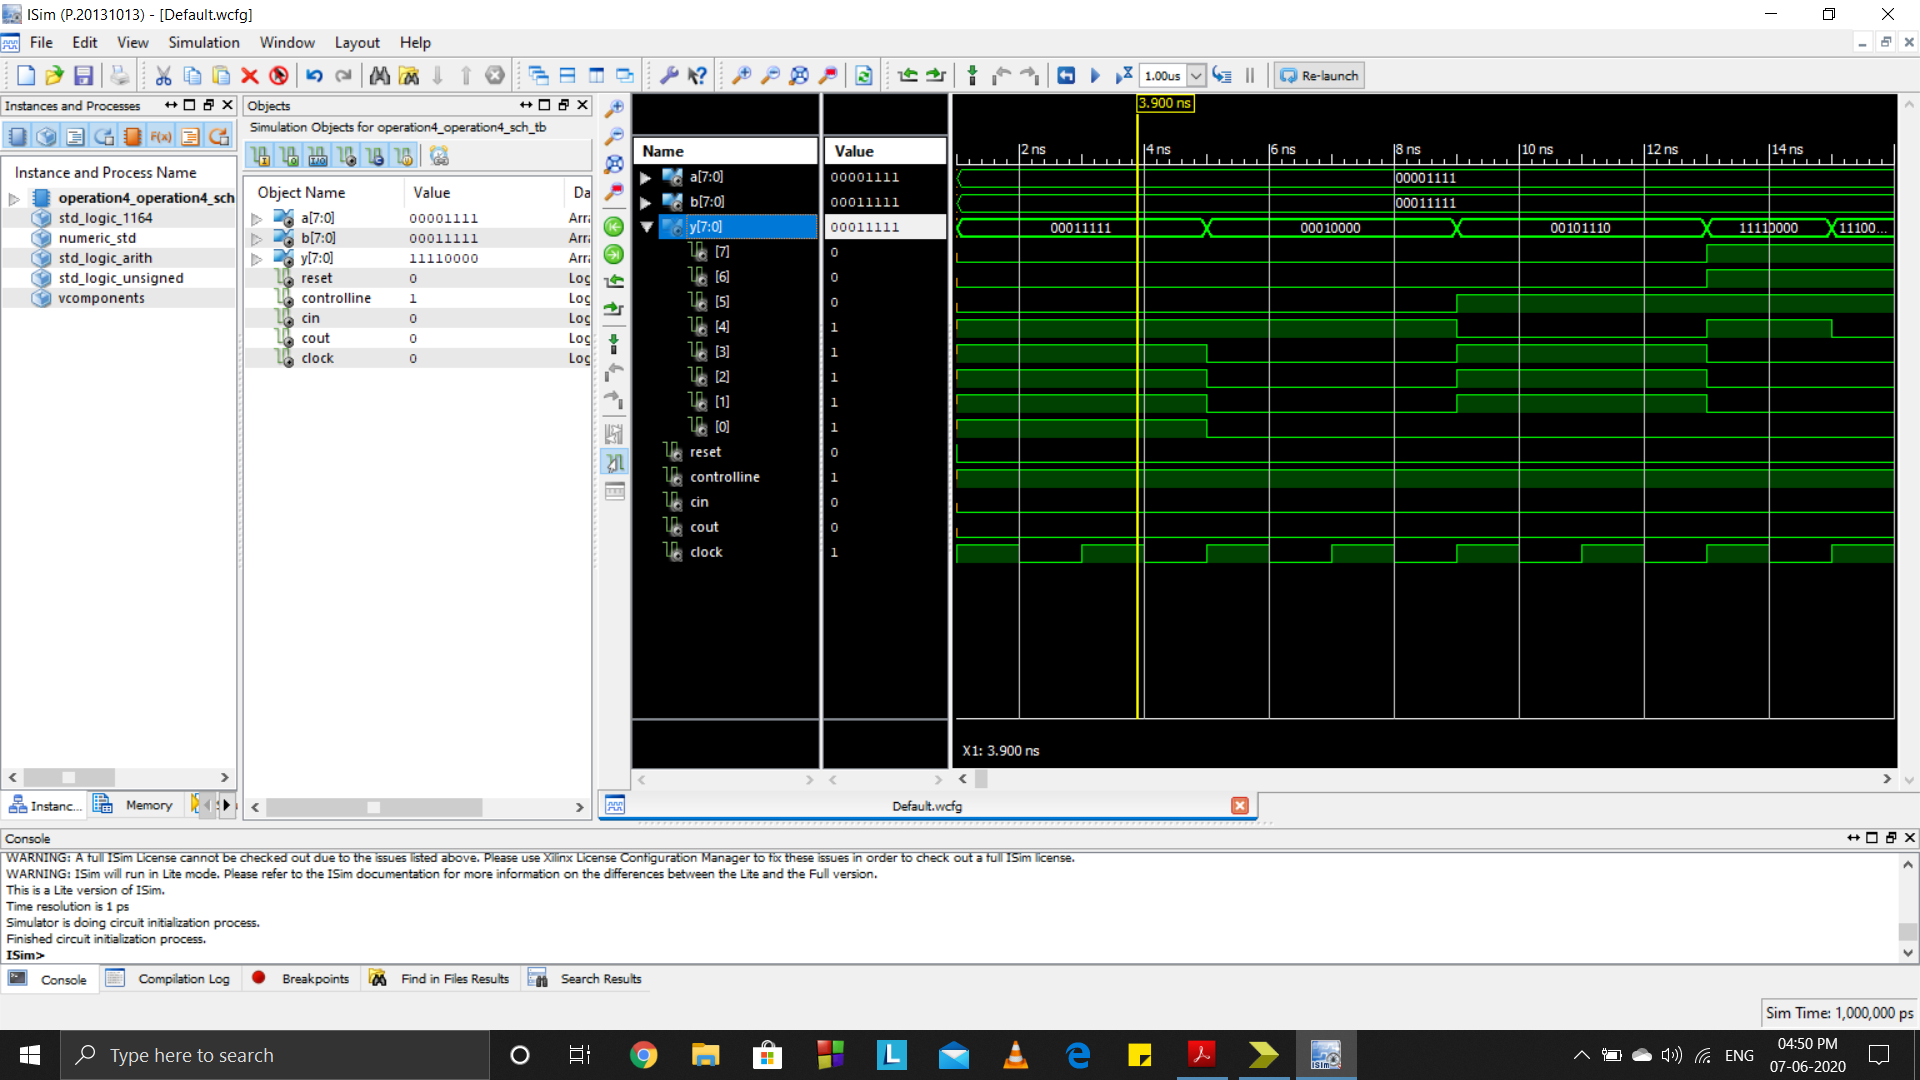 ISim (P.20131013) - [Default.wcfg]
File Edit View Simulation Window Layout Help
1.00us Re-launch
Instances and Processes
Instance and Process Name
operation4_operation4_sch
std_logic_1164
numeric_std
std_logic_arith
std_logic_unsigned
vcomponents
Instanc... Memory
Objects
Simulation Objects for operation4_operation4_sch_tb
Object Name Value Da
a[7:0] 00001111 Arr
b[7:0] 00011111 Arr
y[7:0] 11110000 Arr
reset 0 Log
controlline 1 Log
cin 0 Log
cout 0 Log
clock 0 Log
3.900 ns
Name Value 2 ns 4 ns 6 ns 8 ns 10 ns 12 ns 14 ns
a[7:0] 00001111 00001111
b[7:0] 00011111 00011111
y[7:0] 00011111 00011111 00010000 00101110 11110000 11100...
[7] 0
[6] 0
[5] 0
[4] 1
[3] 1
[2] 1
[1] 1
[0] 1
reset 0
controlline 1
cin 0
cout 0
clock 1
X1: 3.900 ns
Default.wcfg
Console
WARNING: A full ISim License cannot be checked out due to the issues listed above. Please use Xilinx License Configuration Manager to fix these issues in order to check out a full ISim license.
WARNING: ISim will run in Lite mode. Please refer to the ISim documentation for more information on the differences between the Lite and the Full version.
This is a Lite version of ISim.
Time resolution is 1 ps
Simulator is doing circuit initialization process.
Finished circuit initialization process.
ISim>
Console Compilation Log Breakpoints Find in Files Results Search Results
Sim Time: 1,000,000 ps
Type here to search
ENG
04:50 PM
07-06-2020